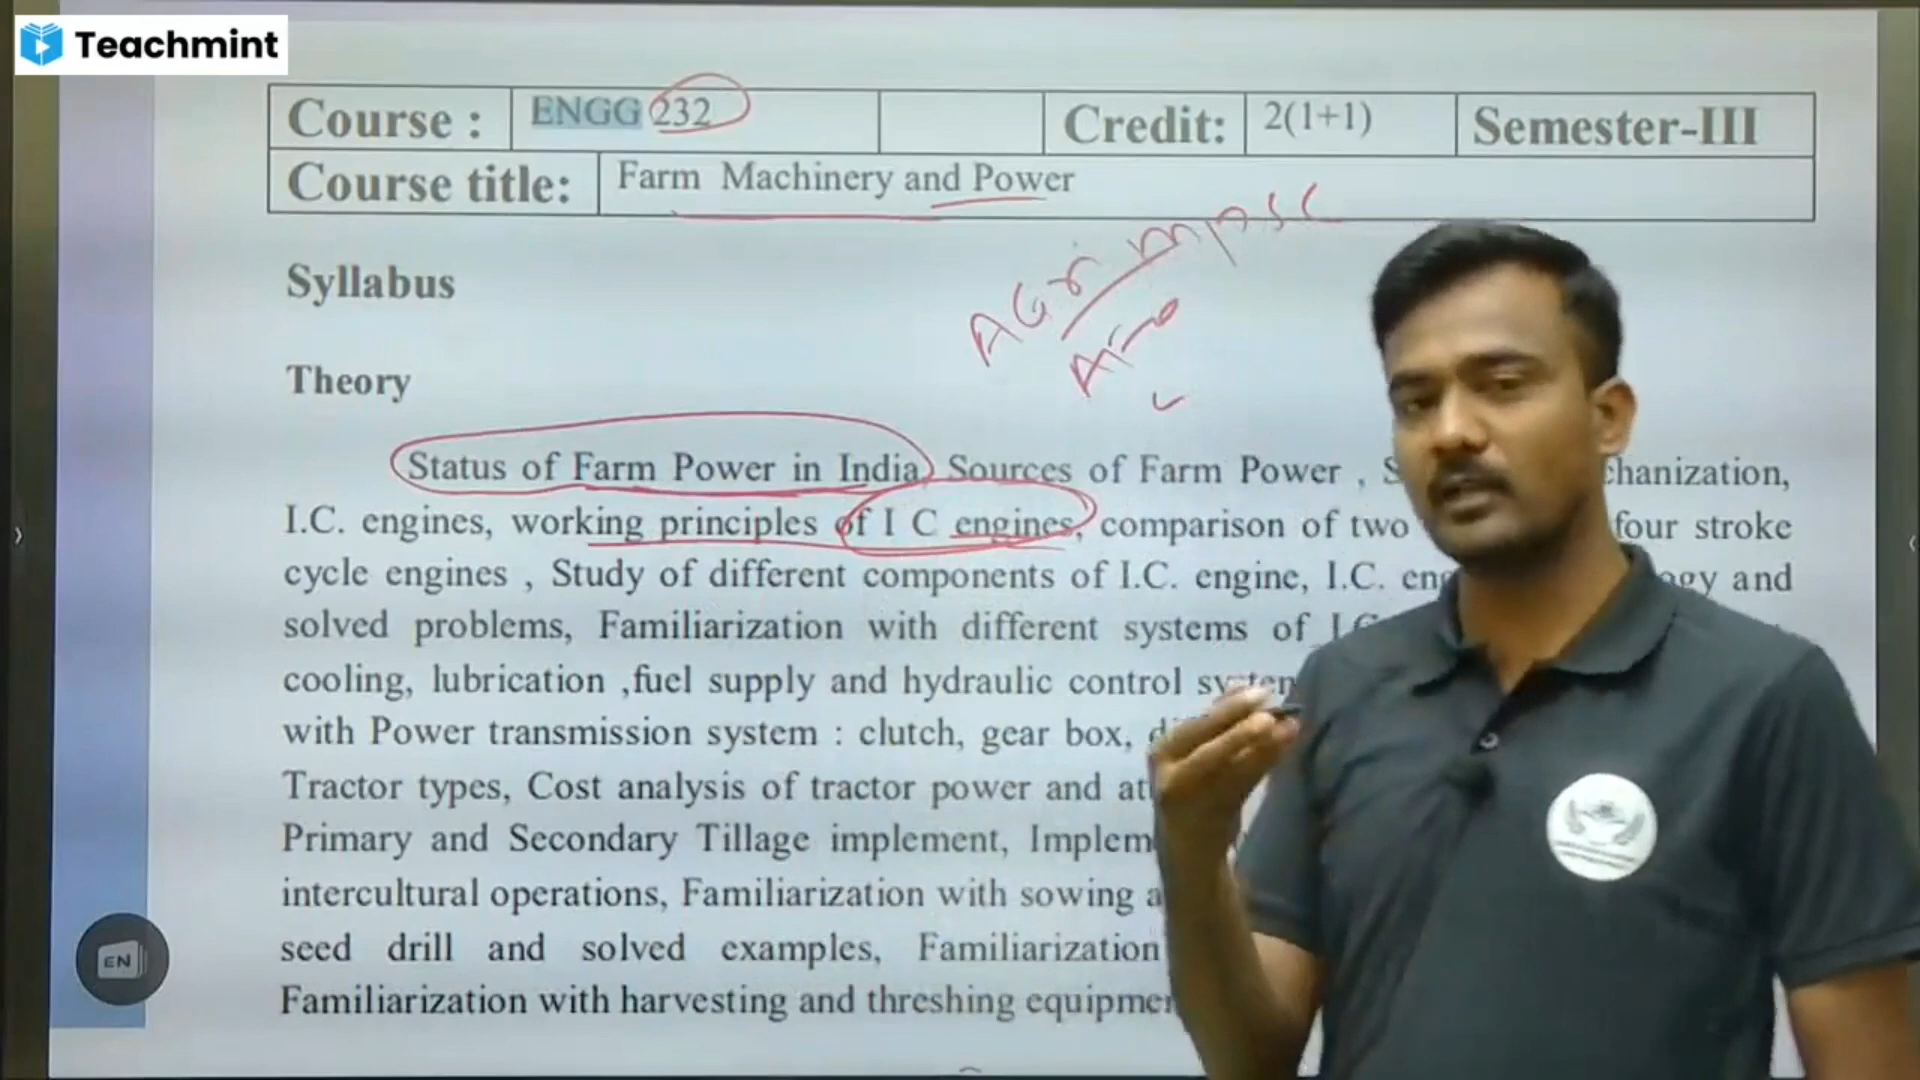 Teachmint
Course : ENGG 232 Credit: 2(1+1) Semester-III
Course title: Farm Machinery and Power
AGri mpsc
Syllabus
Theory
Status of Farm Power in India, Sources of Farm Power , chanization,
I.C. engines, working principles of I C engines, comparison of two four stroke
cycle engines , Study of different components of I.C. engine, I.C. and
solved problems, Familiarization with different systems of
cooling, lubrication ,fuel supply and hydraulic control
with Power transmission system : clutch, gear box,
Tractor types, Cost analysis of tractor power and
Primary and Secondary Tillage implement,
intercultural operations, Familiarization with sowing
seed drill and solved examples, Familiarization
Familiarization with harvesting and threshing
EN